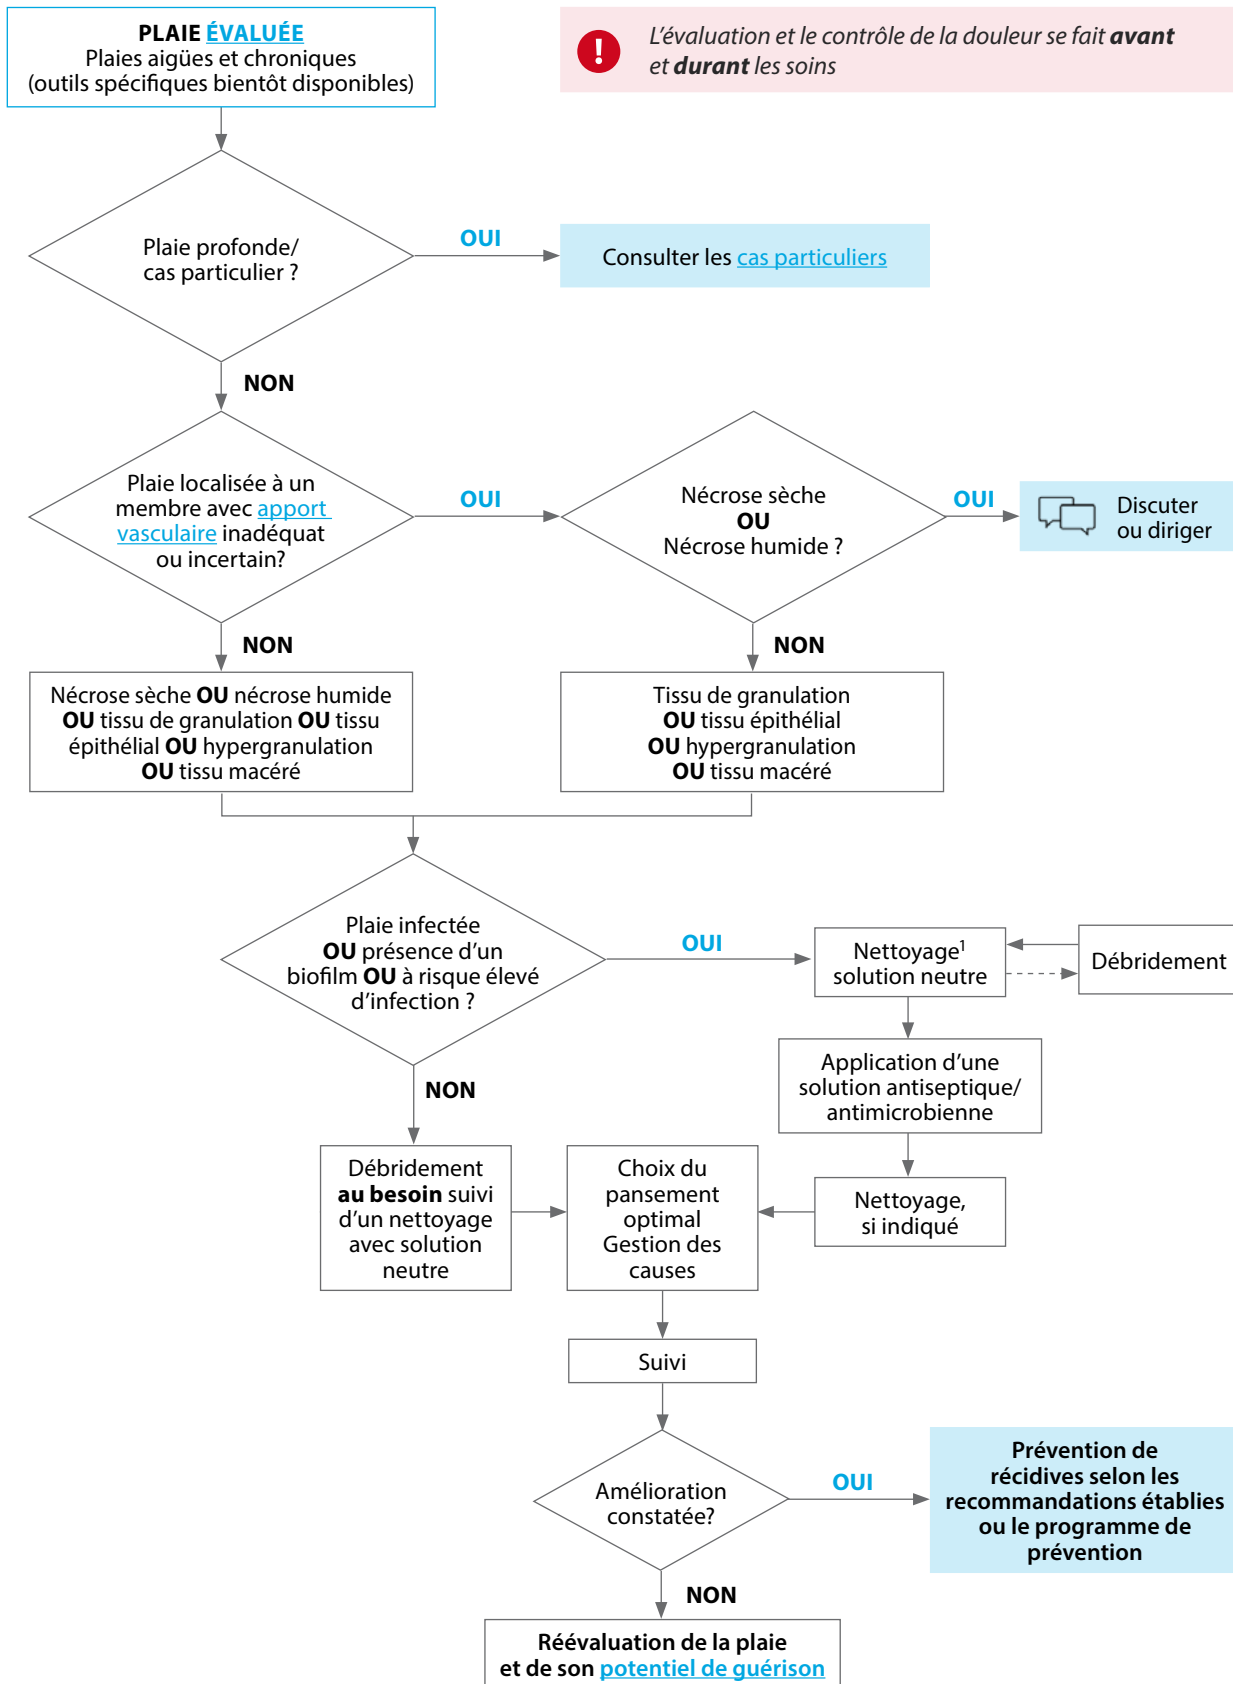 PLAIE ÉVALUÉE
Plaies aigües et chroniques
(outils spécifiques bientôt disponibles)
!
L’évaluation et le contrôle de la douleur se fait avant
et durant les soins
Plaie profonde/
cas particulier ?
OUI
Consulter les cas particuliers
NON
Plaie localisée à un
membre avec apport
vasculaire inadéquat
ou incertain?
OUI
Nécrose sèche
OU
Nécrose humide ?
OUI
Discuter
ou diriger
NON
NON
Nécrose sèche OU nécrose humide
OU tissu de granulation OU tissu
épithélial OU hypergranulation
OU tissu macéré
Tissu de granulation
OU tissu épithélial
OU hypergranulation
OU tissu macéré
Plaie infectée
OU présence d’un
biofilm OU à risque élevé
d’infection ?
OUI
Nettoyage¹
solution neutre
Débridement
NON
Application d’une
solution antiseptique/
antimicrobienne
Débridement
au besoin suivi
d’un nettoyage
avec solution
neutre
Choix du
pansement
optimal
Gestion des
causes
Nettoyage,
si indiqué
Suivi
Amélioration
constatée?
OUI
Prévention de
récidives selon les
recommandations établies
ou le programme de
prévention
NON
Réévaluation de la plaie
et de son potentiel de guérison